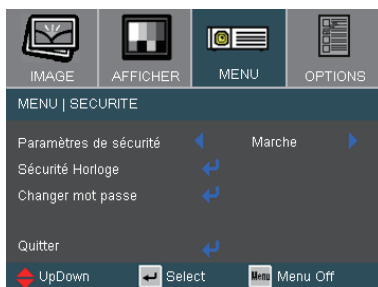 IMAGE AFFICHER MENU OPTIONS
MENU | SECURITE
Paramètres de sécurité Marche
Sécurité Horloge
Changer mot passe
Quitter
UpDown Select Menu Menu Off